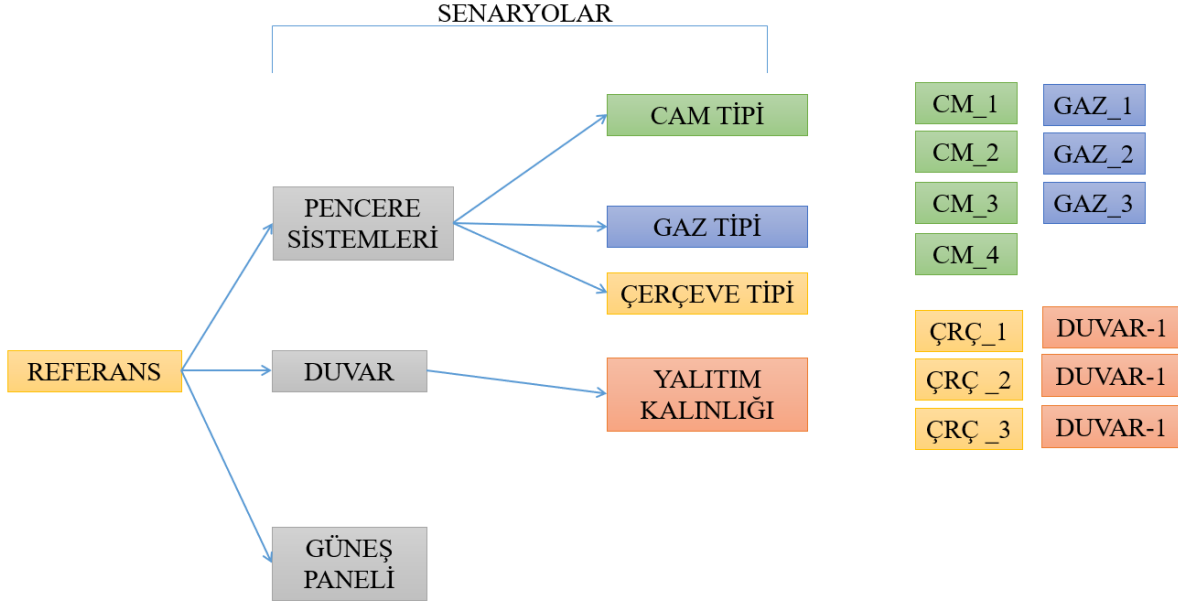 SENARYOLAR
CAM TİPİ
CM_1
GAZ_1
CM_2
GAZ_2
PENCERE
SİSTEMLERİ
GAZ TİPİ
CM_3
GAZ_3
CM_4
ÇERÇEVE TİPİ
REFERANS
DUVAR
YALITIM
KALINLIĞI
ÇRÇ_1
DUVAR-1
ÇRÇ _2
DUVAR-1
ÇRÇ _3
DUVAR-1
GÜNEŞ
PANELİ